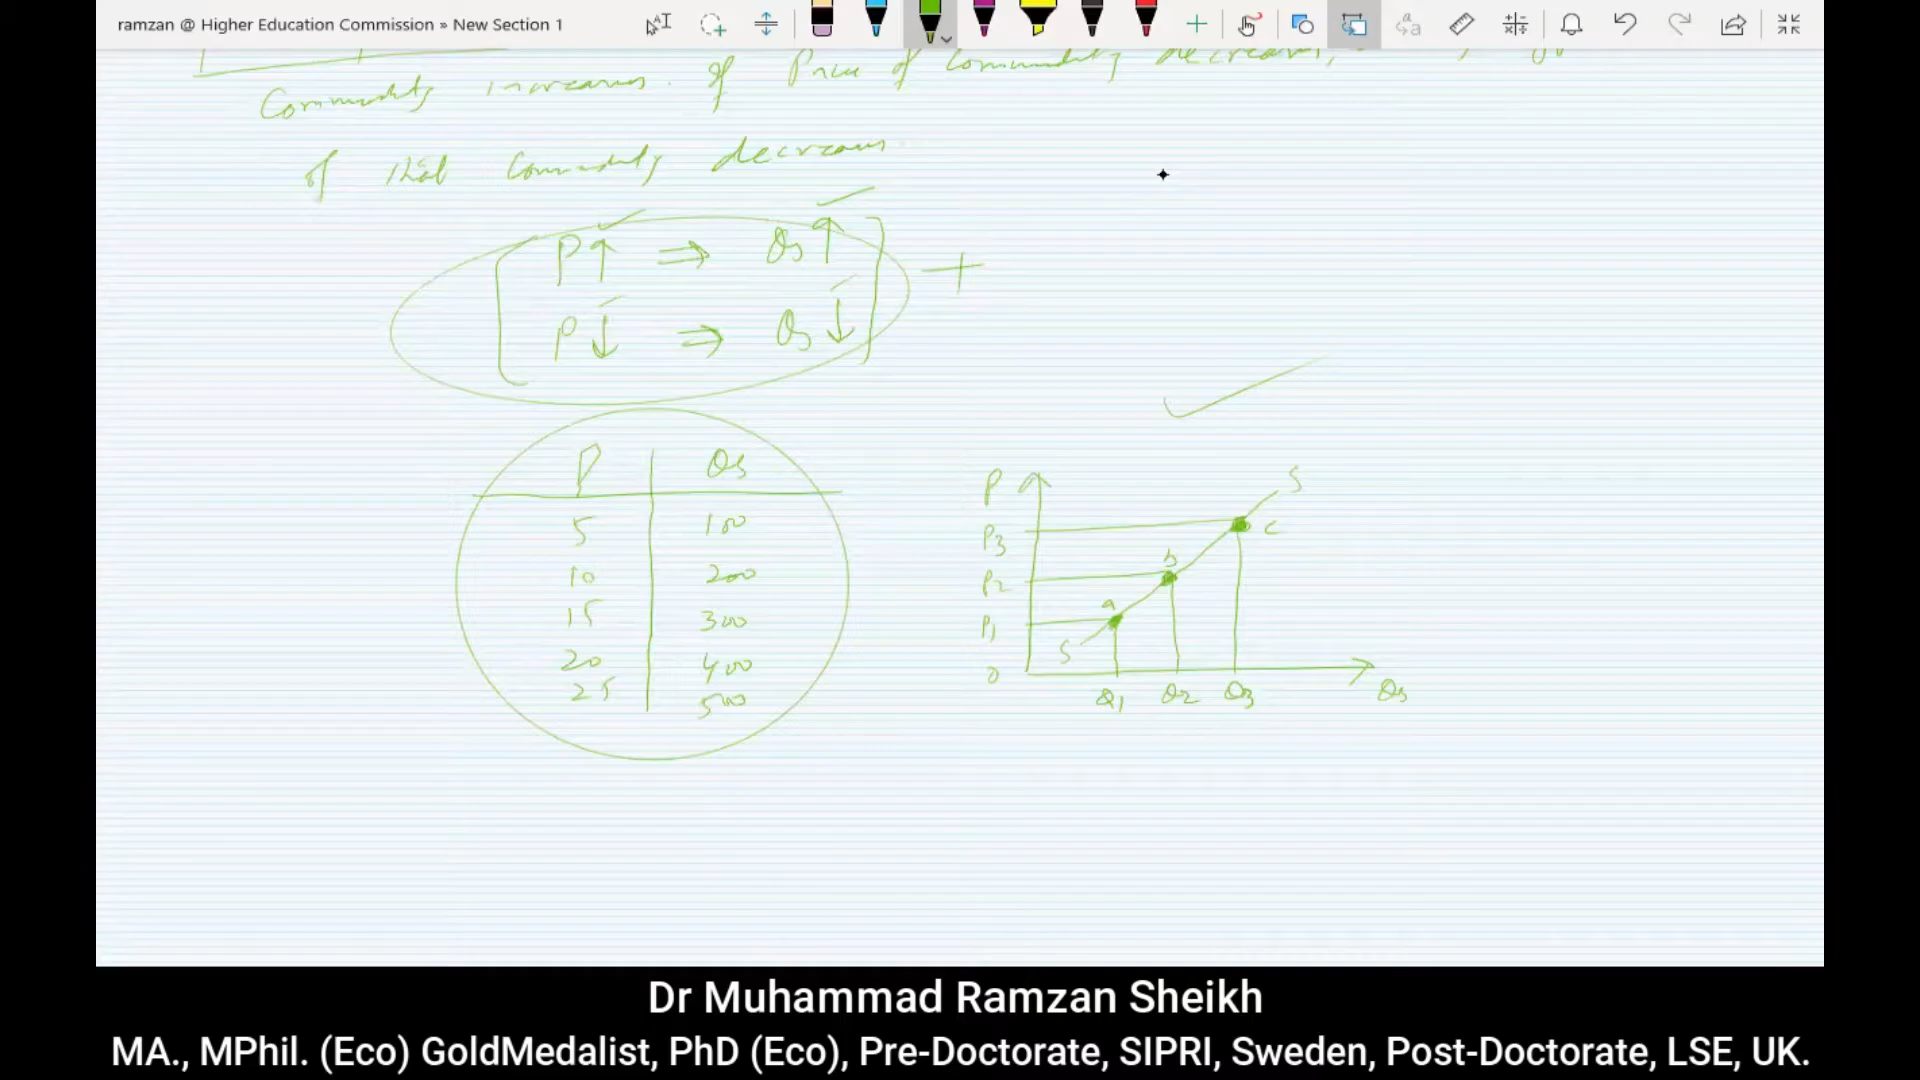 ramzan @ Higher Education Commission » New Section 1
Commodity increases. If Price of Commodity decreases,
of that Commodity decreases
P↑ ⇒ Qs↑
P↓ ⇒ Qs↓
+
P Qs
5 100
10 200
15 300
20 400
25 500
P
S
P3 c
P2 b
P1 a
S
0
Q1 Q2 Q3 Qs
Dr Muhammad Ramzan Sheikh
MA., MPhil. (Eco) GoldMedalist, PhD (Eco), Pre-Doctorate, SIPRI, Sweden, Post-Doctorate, LSE, UK.